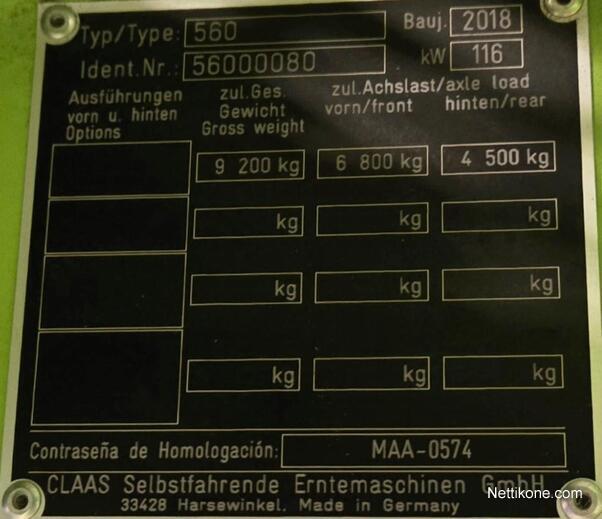 Typ/Type: 560 Bauj. 2018
Ident.Nr.: 56000080 kW 116
Ausführungen vorn u. hinten Options
zul.Ges. Gewicht Gross weight
zul.Achslast/axle load
vorn/front hinten/rear
9 200 kg 6 800 kg 4 500 kg
kg kg kg
kg kg kg
kg kg kg
Contraseña de Homologación: MAA-0574
CLAAS Selbstfahrende Erntemaschinen GmbH
33428 Harsewinkel, Made in Germany
Nettikone.com